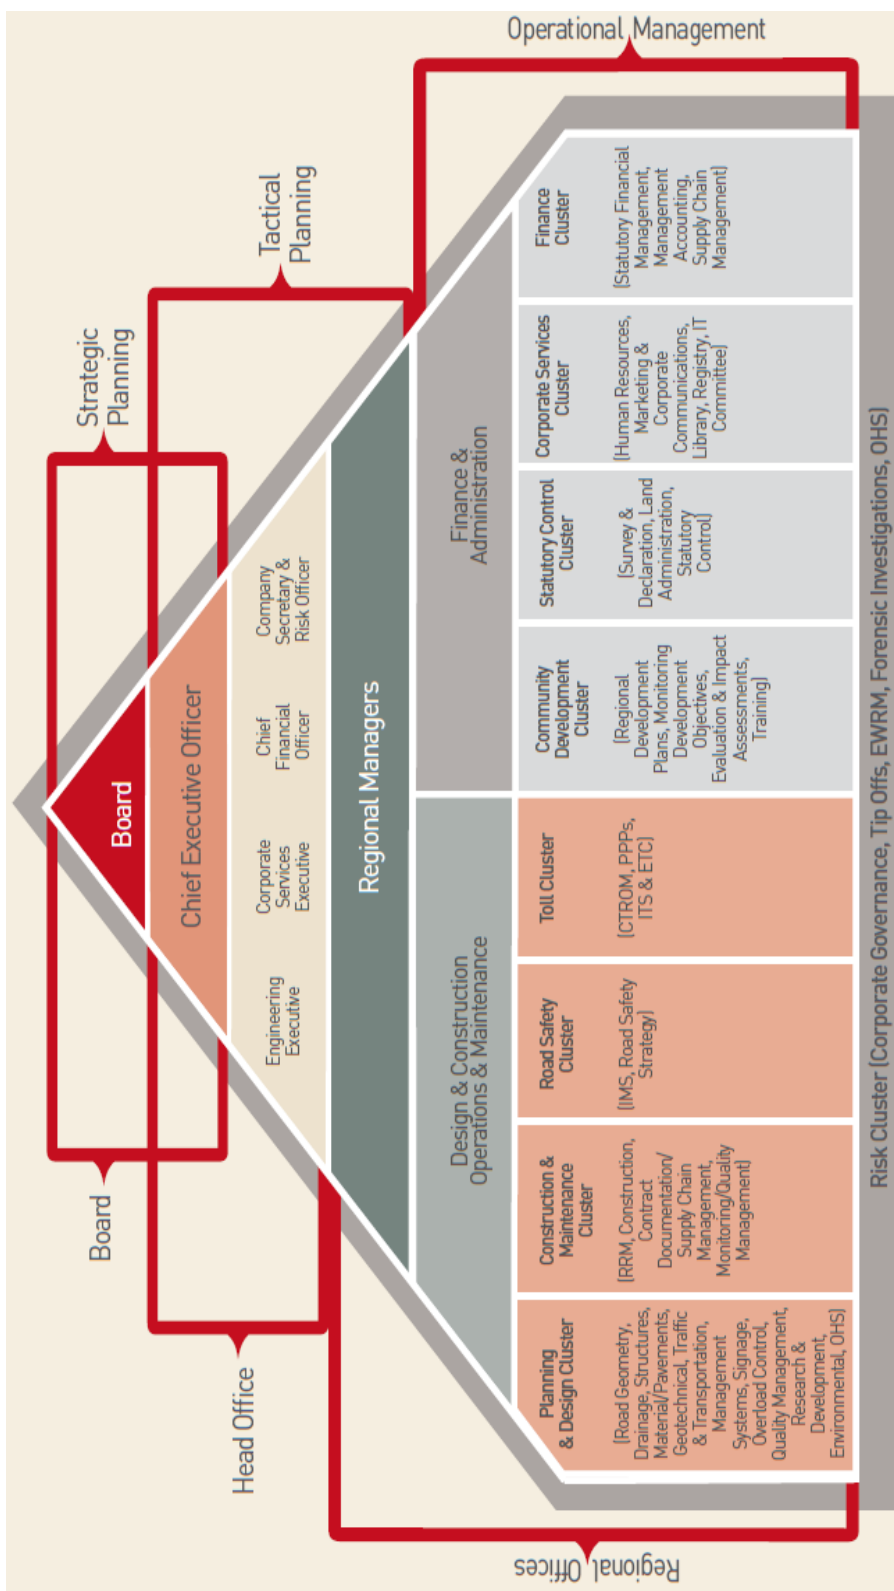 Strategic
Planning
Tactical
Planning
Operational Management
Board
Head Office
Regional Offices
Board
Chief Executive Officer
Engineering
Executive
Corporate
Services
Executive
Chief
Financial
Officer
Company
Secretary &
Risk Officer
Regional Managers
Design & Construction
Operations & Maintenance
Finance &
Administration
Planning
& Design Cluster
(Road Geometry,
Drainage, Structures,
Material/Pavements,
Geotechnical, Traffic
& Transportation,
Management
Systems, Signage,
Overload Control,
Quality Management,
Research &
Development,
Environmental, OHS)
Construction &
Maintenance
Cluster
(RRM, Construction,
Contract
Documentation/
Supply Chain
Management,
Monitoring/Quality
Management)
Road Safety
Cluster
(IMS, Road Safety
Strategy)
Toll Cluster
(CTROM, PPPs,
ITS & ETC)
Community
Development
Cluster
(Regional
Development
Plans, Monitoring
Development
Objectives,
Evaluation & Impact
Assessments,
Training)
Statutory Control
Cluster
(Survey &
Declaration, Land
Administration,
Statutory
Control)
Corporate Services
Cluster
(Human Resources,
Marketing &
Corporate
Communications,
Library, Registry, IT
Committee)
Finance
Cluster
(Statutory Financial
Management,
Management
Accounting,
Supply Chain
Management)
Risk Cluster (Corporate Governance, Tip Offs, EWRM, Forensic Investigations, OHS)